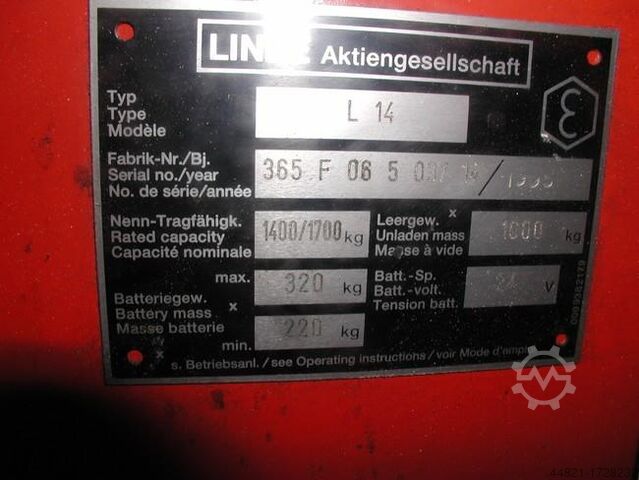 Aktiengesellschaft
Typ
Type
Modèle
L 14
Fabrik-Nr./Bj.
Serial no./year
No. de série/année
365 F 06 5 / 1995
Nenn-Tragfähigk.
Rated capacity
Capacité nominale
1400/1700 kg
Leergew. x
Unladen mass
Masse à vide
kg
max. 320 kg
Batteriegew.
Battery mass x
Masse batterie
min. 220 kg
Batt.-Sp.
Batt.-volt.
Tension batt.
24 V
x s. Betriebsanl. / see Operating instructions / voir Mode